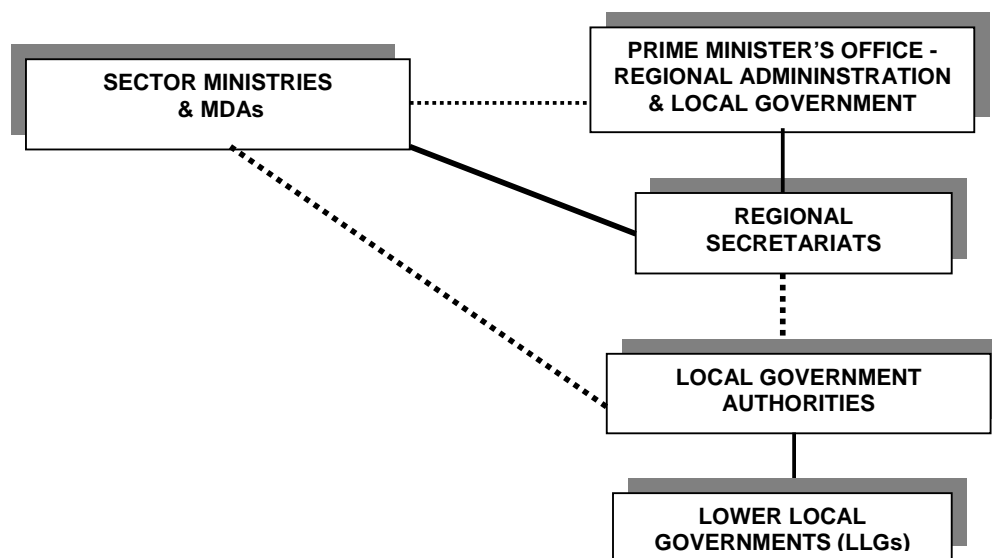 SECTOR MINISTRIES
& MDAs
PRIME MINISTER’S OFFICE -
REGIONAL ADMININSTRATION
& LOCAL GOVERNMENT
REGIONAL
SECRETARIATS
LOCAL GOVERNMENT
AUTHORITIES
LOWER LOCAL
GOVERNMENTS (LLGs)